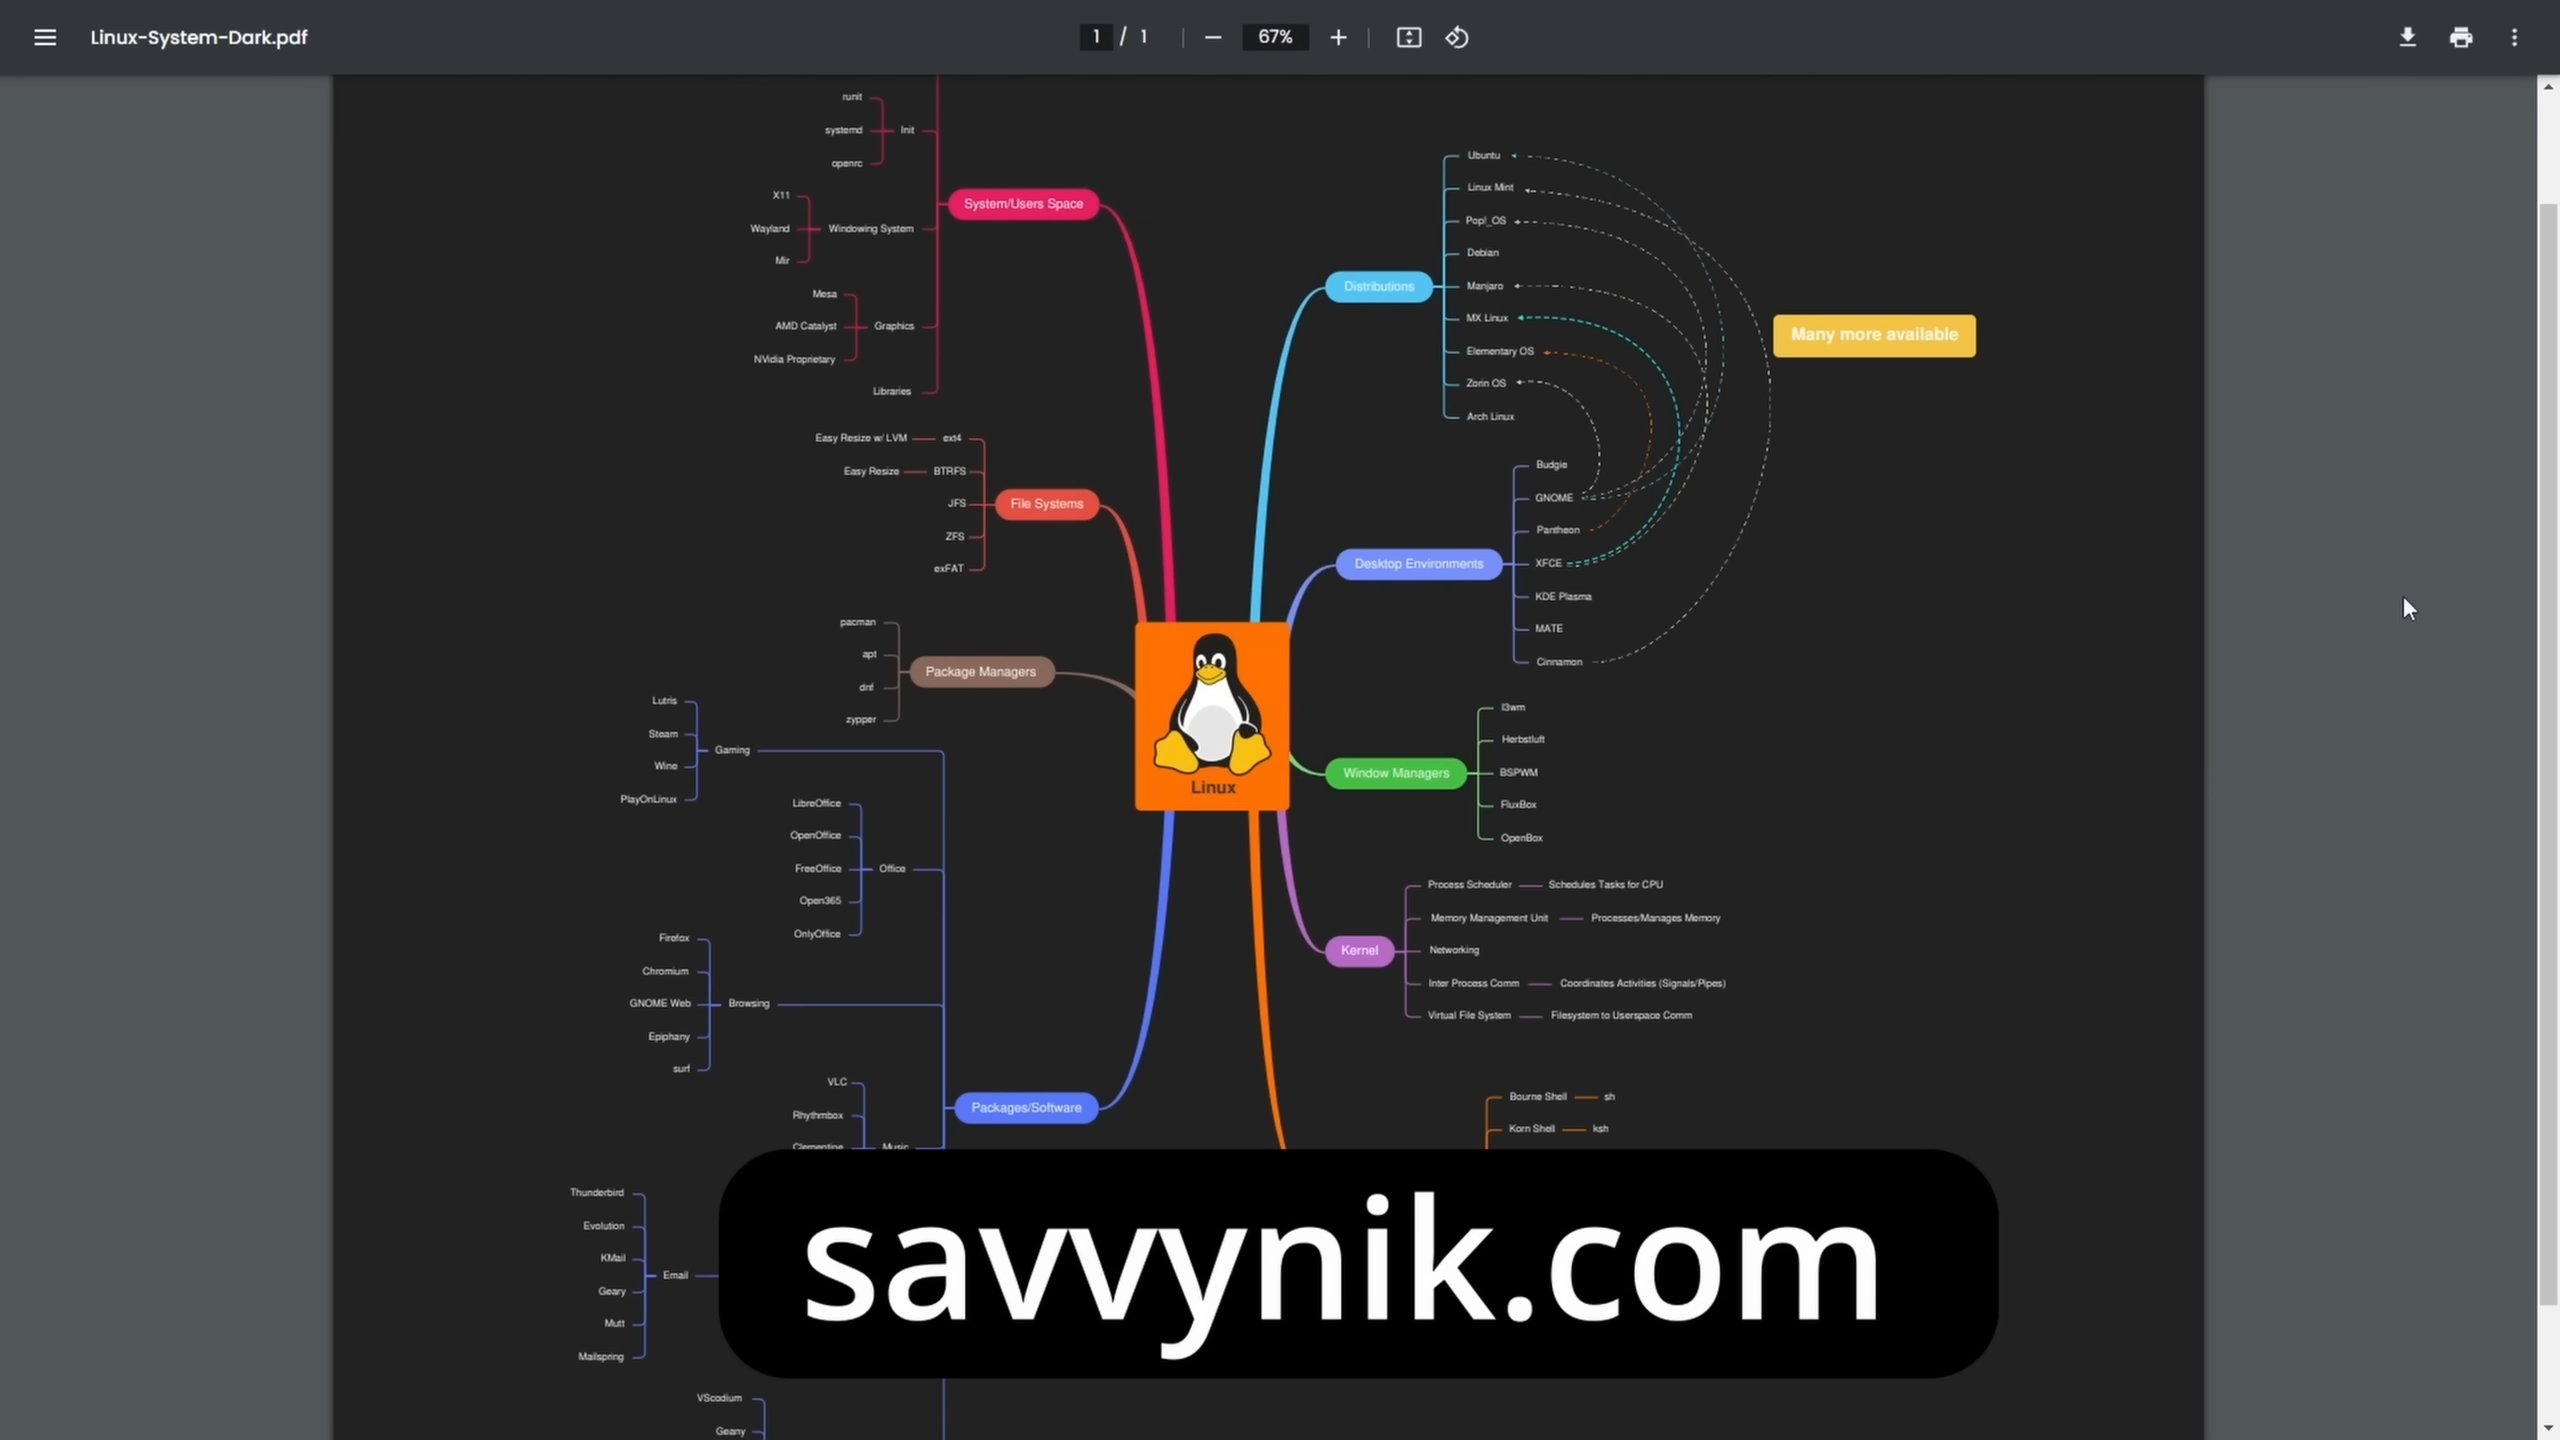 Linux-System-Dark.pdf
1 / 1
67%
runit
systemd
openrc
Init
X11
Wayland
Mir
Windowing System
Mesa
AMD Catalyst
NVidia Proprietary
Graphics
Libraries
System/Users Space
Easy Resize w/ LVM
ext4
Easy Resize
BTRFS
JFS
ZFS
exFAT
File Systems
pacman
apt
dnf
zypper
Package Managers
Lutris
Steam
Wine
PlayOnLinux
Gaming
LibreOffice
OpenOffice
FreeOffice
Open365
OnlyOffice
Office
Firefox
Chromium
GNOME Web
Epiphany
surf
Browsing
VLC
Rhythmbox
Clementine
Music
Packages/Software
Thunderbird
Evolution
KMail
Geary
Mutt
Mailspring
Email
VScodium
Geany
Linux
Distributions
Ubuntu
Linux Mint
Pop!_OS
Debian
Manjaro
MX Linux
Elementary OS
Zorin OS
Arch Linux
Many more available
Desktop Environments
Budgie
GNOME
Pantheon
XFCE
KDE Plasma
MATE
Cinnamon
Window Managers
I3wm
Herbstluft
BSPWM
FluxBox
OpenBox
Kernel
Process Scheduler
Schedules Tasks for CPU
Memory Management Unit
Processes/Manages Memory
Networking
Inter Process Comm
Coordinates Activities (Signals/Pipes)
Virtual File System
Filesystem to Userspace Comm
Bourne Shell
sh
Korn Shell
ksh
savvynik.com